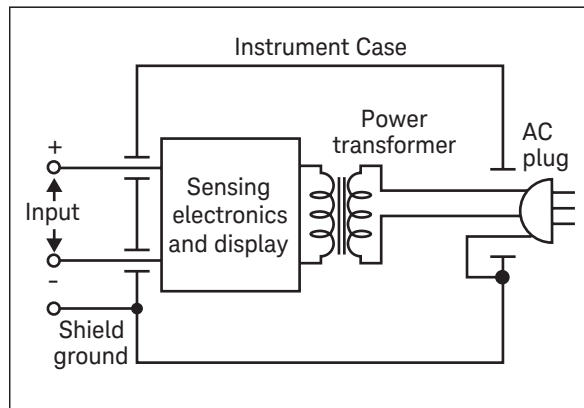 Instrument Case
Power
transformer
AC
plug
+
Input
-
Sensing
electronics
and display
Shield
ground